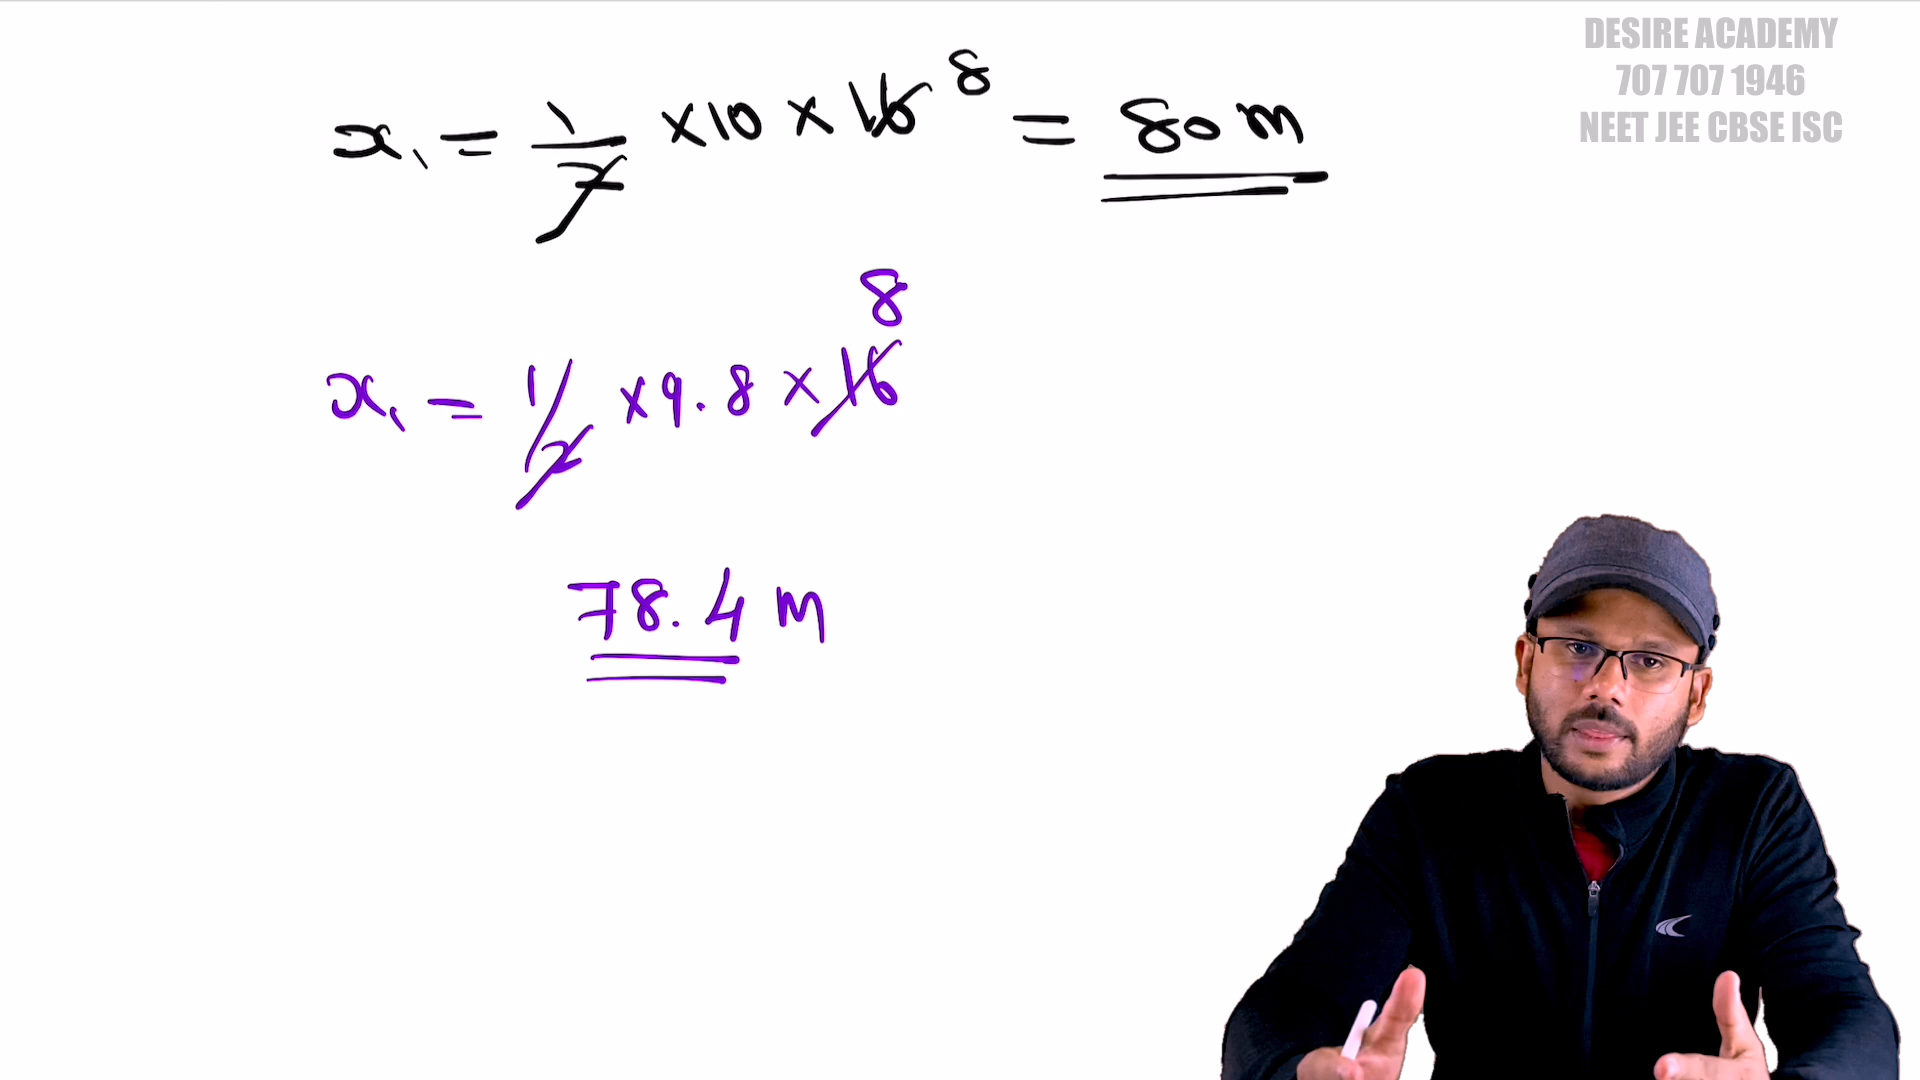 DESIRE ACADEMY
707 707 1946
NEET JEE CBSE ISC
x₁ = 1/2 × 10 × 16 8 = 80 m
8
x₁ = 1/2 × 9.8 × 16
78.4 m